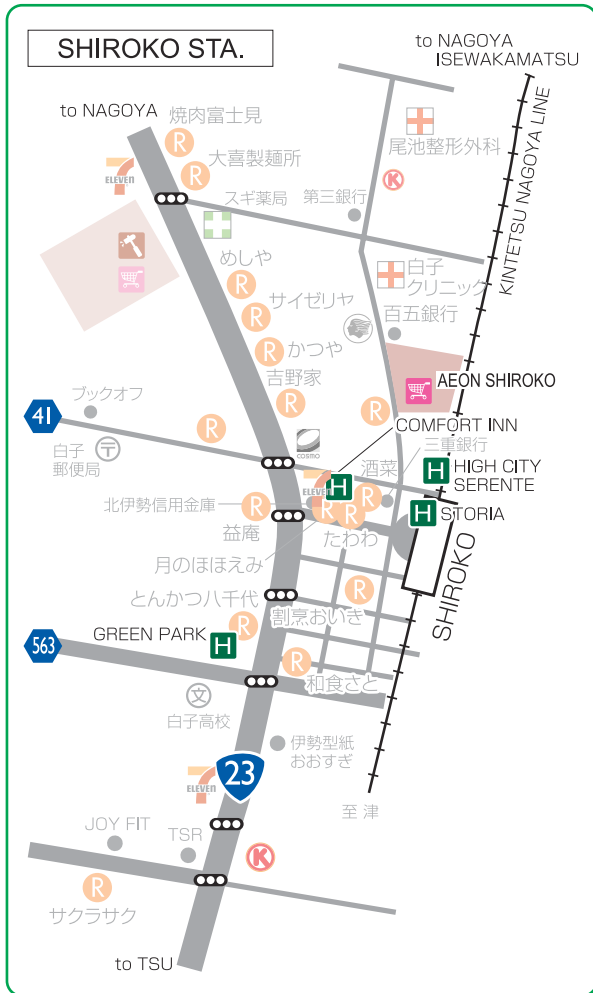 SHIROKO STA.
to NAGOYA
ISEWAKAMATSU
to NAGOYA
焼肉富士見
R
大喜製麺所
R
7
ELEVEN
尾池整形外科
K
スギ薬局
第三銀行
KINTETSU NAGOYA LINE
めしや
R
白子
クリニック
サイゼリヤ
R
百五銀行
かつや
R
吉野家
R
AEON SHIROKO
ブックオフ
41
R
R
COMFORT INN
白子
郵便局
〒
COSMO
三重銀行
酒菜
R
7
ELEVEN
H
H
HIGH CITY
SERENTE
北伊勢信用金庫
R
R
R
H
STORIA
益庵
たわわ
月のほほえみ
SHIROKO
とんかつ八千代
R
割烹おいき
R
GREEN PARK
H
563
R
和食さと
文
白子高校
伊勢型紙
おおすぎ
7
ELEVEN
23
至 津
JOY FIT
TSR
K
R
サクラサク
to TSU